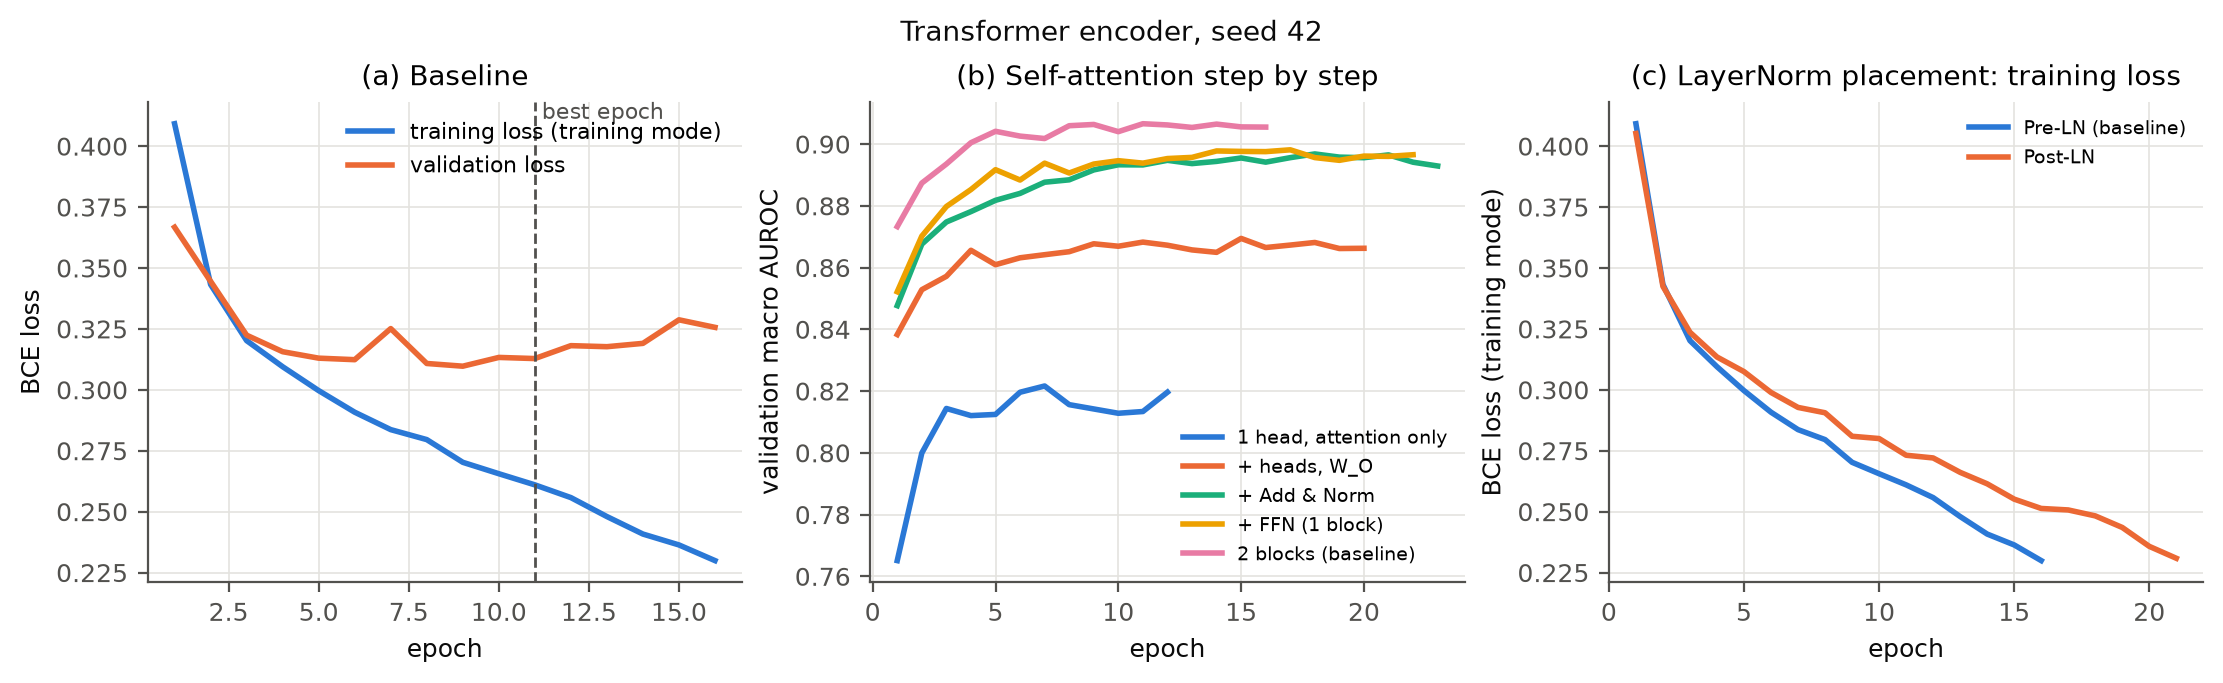 Transformer encoder, seed 42
(a) Baseline
best epoch
training loss (training mode)
validation loss
BCE loss
0.400
0.375
0.350
0.325
0.300
0.275
0.250
0.225
2.5
5.0
7.5
10.0
12.5
15.0
epoch
(b) Self-attention step by step
validation macro AUROC
0.90
0.88
0.86
0.84
0.82
0.80
0.78
0.76
1 head, attention only
+ heads, W_O
+ Add & Norm
+ FFN (1 block)
2 blocks (baseline)
0
5
10
15
20
epoch
(c) LayerNorm placement: training loss
Pre-LN (baseline)
Post-LN
BCE loss (training mode)
0.400
0.375
0.350
0.325
0.300
0.275
0.250
0.225
0
5
10
15
20
epoch